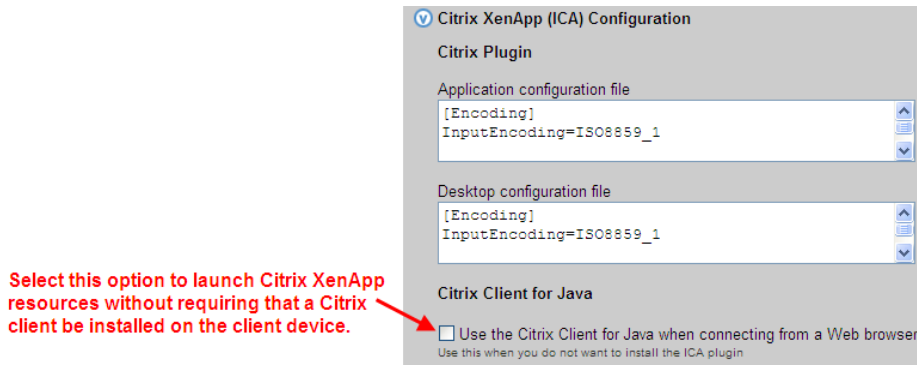 Citrix XenApp (ICA) Configuration
Citrix Plugin
Application configuration file
[Encoding]
InputEncoding=ISO8859_1
Desktop configuration file
[Encoding]
InputEncoding=ISO8859_1
Select this option to launch Citrix XenApp
resources without requiring that a Citrix
client be installed on the client device.
Citrix Client for Java
Use the Citrix Client for Java when connecting from a Web browser
Use this when you do not want to install the ICA plugin